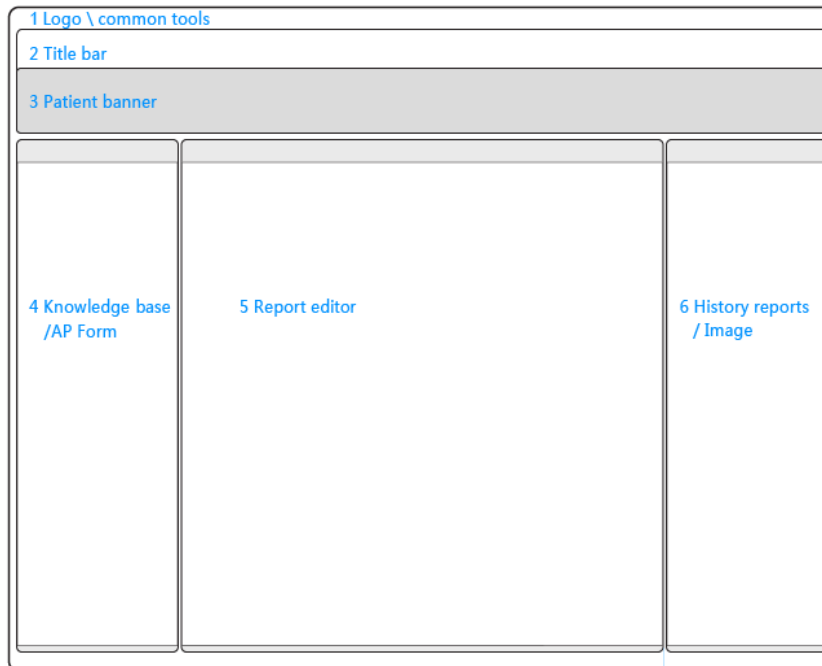 1 Logo \ common tools
2 Title bar
3 Patient banner
4 Knowledge base
/AP Form
5 Report editor
6 History reports
/ Image